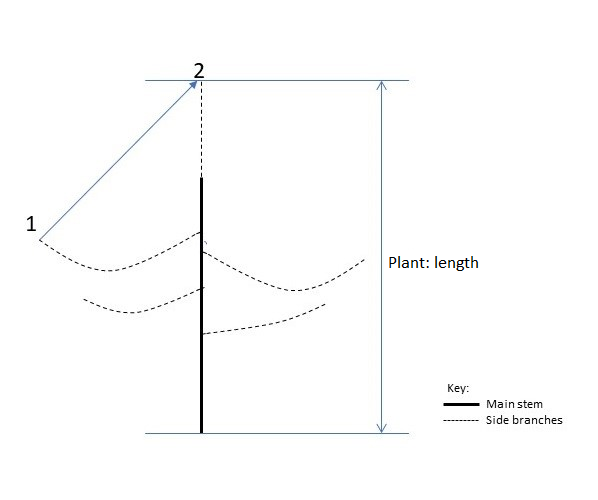 2
1
Plant: length
Key:
Main stem
Side branches